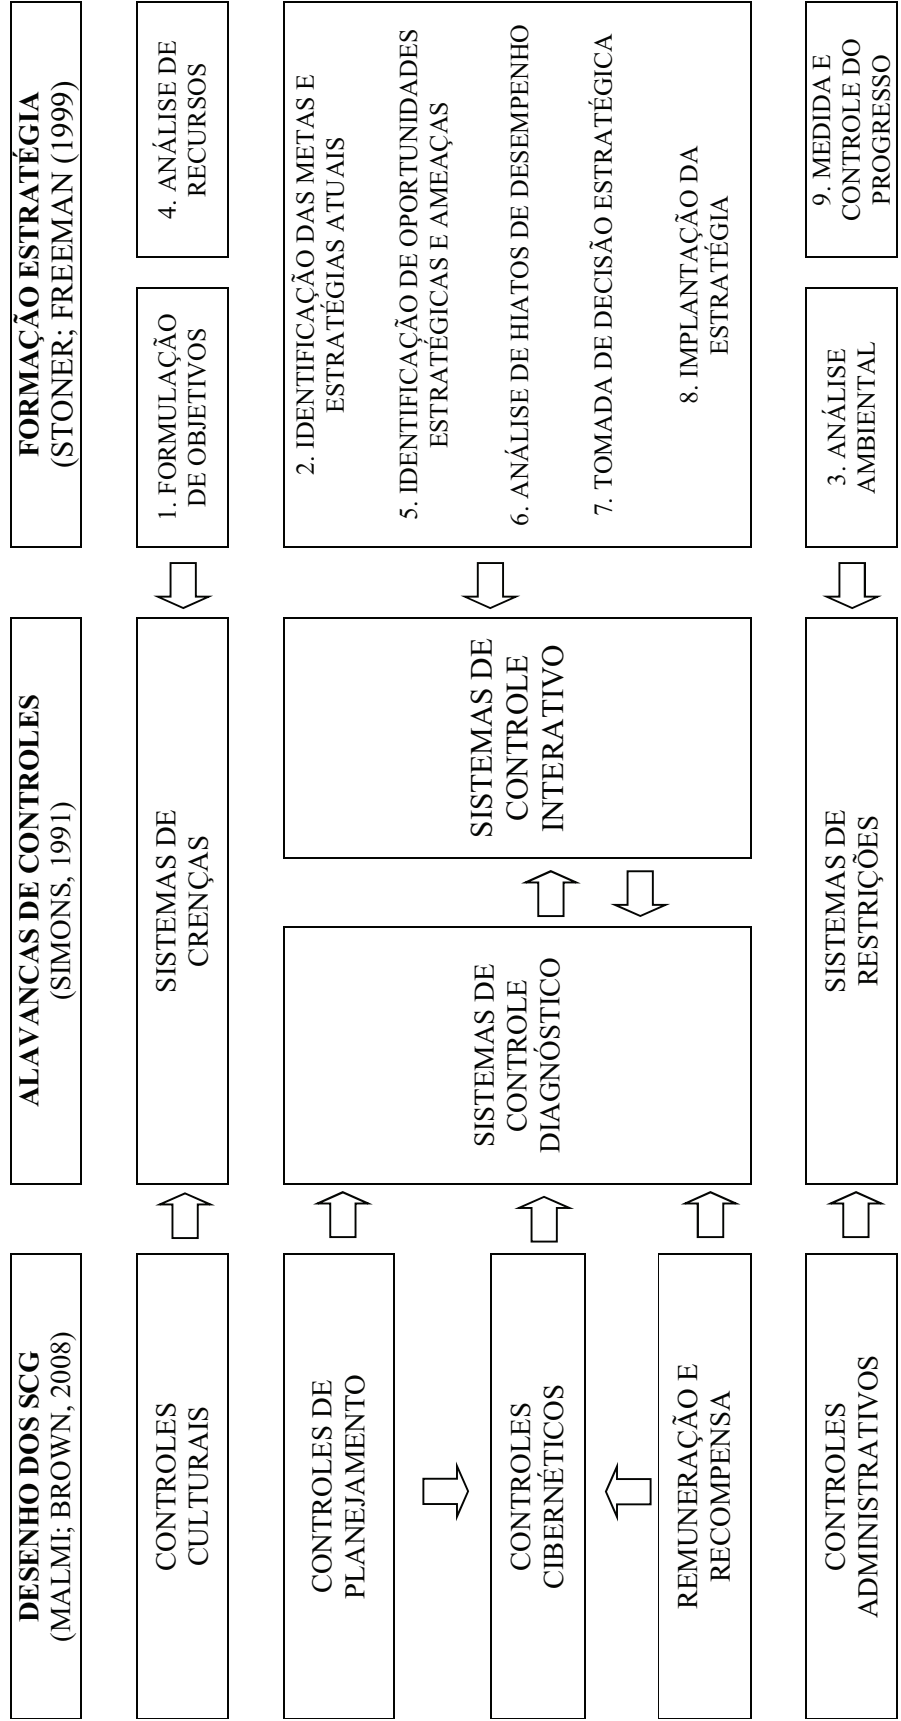 DESENHO DOS SCG
(MALMI; BROWN, 2008)
ALAVANCAS DE CONTROLES
(SIMONS, 1991)
FORMAÇÃO ESTRATÉGIA
(STONER; FREEMAN (1999)
CONTROLES
CULTURAIS
SISTEMAS DE
CRENÇAS
1. FORMULAÇÃO
DE OBJETIVOS
4. ANÁLISE DE
RECURSOS
CONTROLES DE
PLANEJAMENTO
CONTROLES
CIBERNÉTICOS
REMUNERAÇÃO E
RECOMPENSA
SISTEMAS DE
CONTROLE
DIAGNÓSTICO
SISTEMAS DE
CONTROLE
INTERATIVO
2. IDENTIFICAÇÃO DAS METAS E
ESTRATÉGIAS ATUAIS
5. IDENTIFICAÇÃO DE OPORTUNIDADES
ESTRATÉGICAS E AMEAÇAS
6. ANÁLISE DE HIATOS DE DESEMPENHO
7. TOMADA DE DECISÃO ESTRATÉGICA
8. IMPLANTAÇÃO DA
ESTRATÉGIA
CONTROLES
ADMINISTRATIVOS
SISTEMAS DE
RESTRIÇÕES
3. ANÁLISE
AMBIENTAL
9. MEDIDA E
CONTROLE DO
PROGRESSO